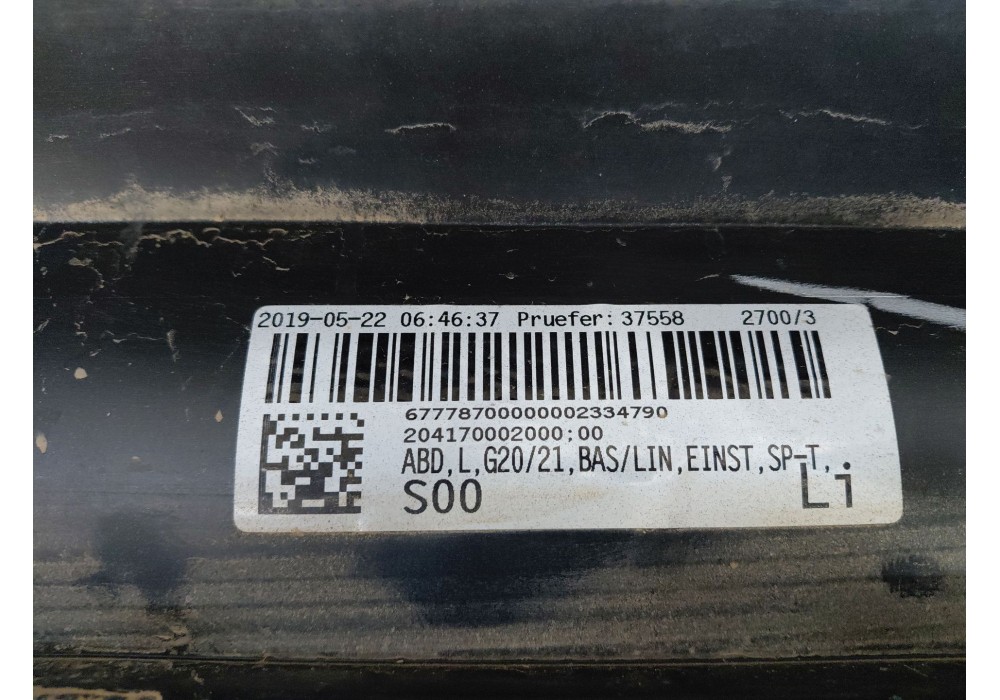 2019-05-22 06:46:37 Pruefer: 37558 2700/3
67778700000002334790
204170002000;00
ABD,L,G20/21,BAS/LIN,EINST,SP-T,
S00 Li